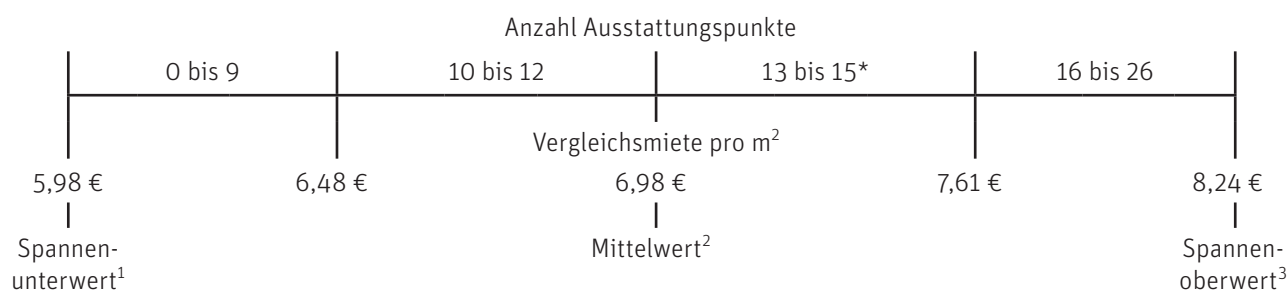 Anzahl Ausstattungspunkte
0 bis 9 10 bis 12 13 bis 15* 16 bis 26
Vergleichsmiete pro m²
5,98 € 6,48 € 6,98 € 7,61 € 8,24 €
Spannen- Mittelwert² Spannen-
unterwert¹ oberwert³